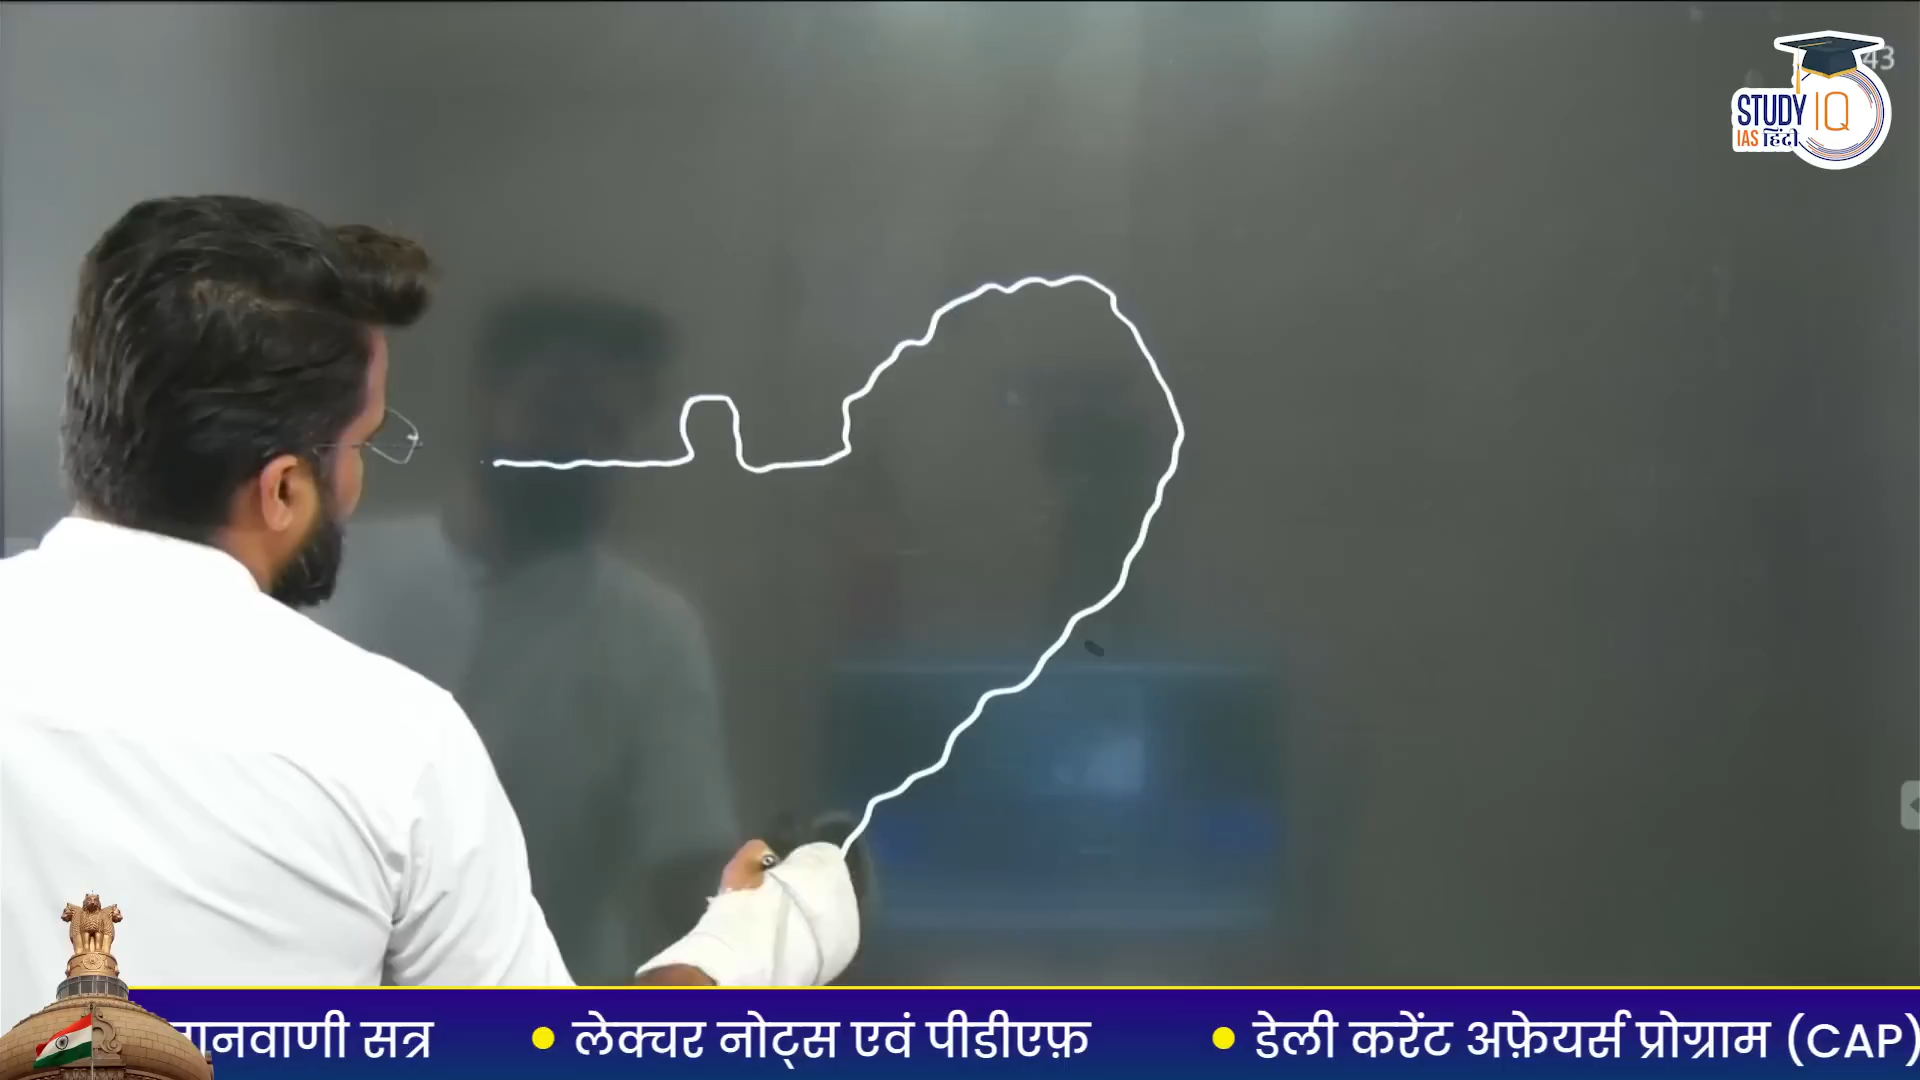 43
STUDY IQ
IAS हिंदी
ानवाणी सत्र • लेक्चर नोट्स एवं पीडीएफ़ • डेली करेंट अफ़ेयर्स प्रोग्राम (CAP)